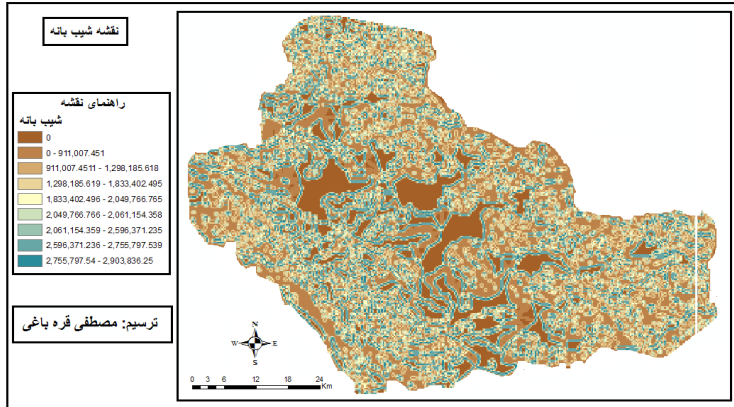 نقشه شیب بانه
راهنمای نقشه
شیب بانه
0
0 - 911,007.451
911,007.4511 - 1,298,185.618
1,298,185.619 - 1,833,402.495
1,833,402.496 - 2,049,766.765
2,049,766.766 - 2,061,154.358
2,061,154.359 - 2,596,371.235
2,596,371.236 - 2,755,797.539
2,755,797.54 - 2,903,836.25
ترسیم: مصطفی قره باغی
N
W E
S
0 3 6 12 18 24
Km